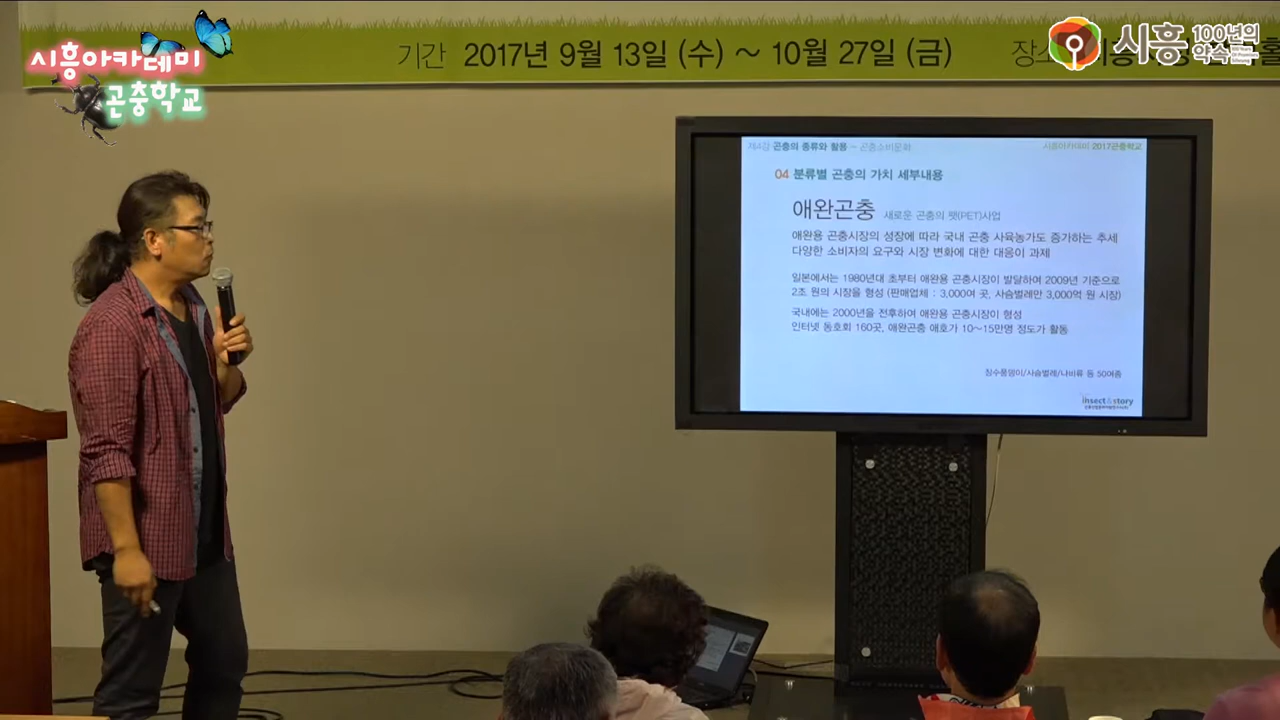 시흥아카데미
곤충학교
기간 2017년 9월 13일 (수) ~ 10월 27일 (금)
시흥 100년의
약속
제4강 곤충의 종류와 활용 - 곤충소비문화
시흥아카데미 2017곤충학교
04 분류별 곤충의 가치 세부내용
애완곤충 새로운 곤충의 펫(PET)사업
애완용 곤충시장의 성장에 따라 국내 곤충 사육농가도 증가하는 추세
다양한 소비자의 요구와 시장 변화에 대한 대응이 과제
일본에서는 1980년대 초부터 애완용 곤충시장이 발달하여 2009년 기준으로
2조 원의 시장을 형성 (판매업체 : 3,000여 곳, 사슴벌레만 3,000억 원 시장)
국내에는 2000년을 전후하여 애완용 곤충시장이 형성
인터넷 동호회 160곳, 애완곤충 애호가 10~15만명 정도가 활동
장수풍뎅이/사슴벌레/나비류 등 50여종
insect&story